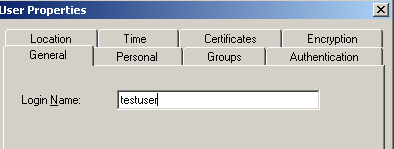 User Properties
Location Time Certificates Encryption
General Personal Groups Authentication
Login Name: testuser